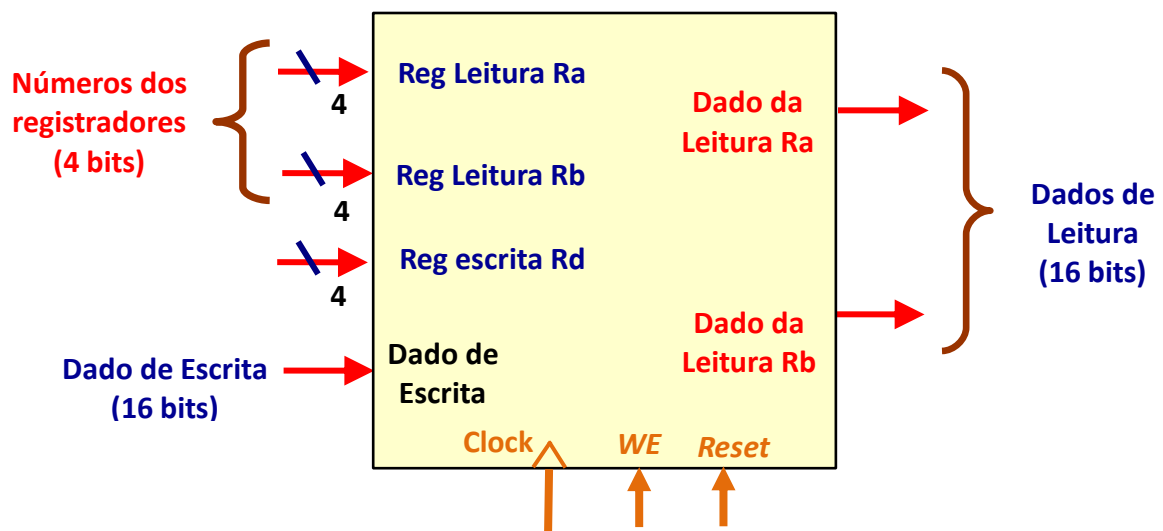 Números dos
registradores
(4 bits)
4
Reg Leitura Ra
4
Reg Leitura Rb
4
Reg escrita Rd
Dado de Escrita
(16 bits)
Dado de
Escrita
Dado da
Leitura Ra
Dado da
Leitura Rb
Dados de
Leitura
(16 bits)
Clock
WE
Reset